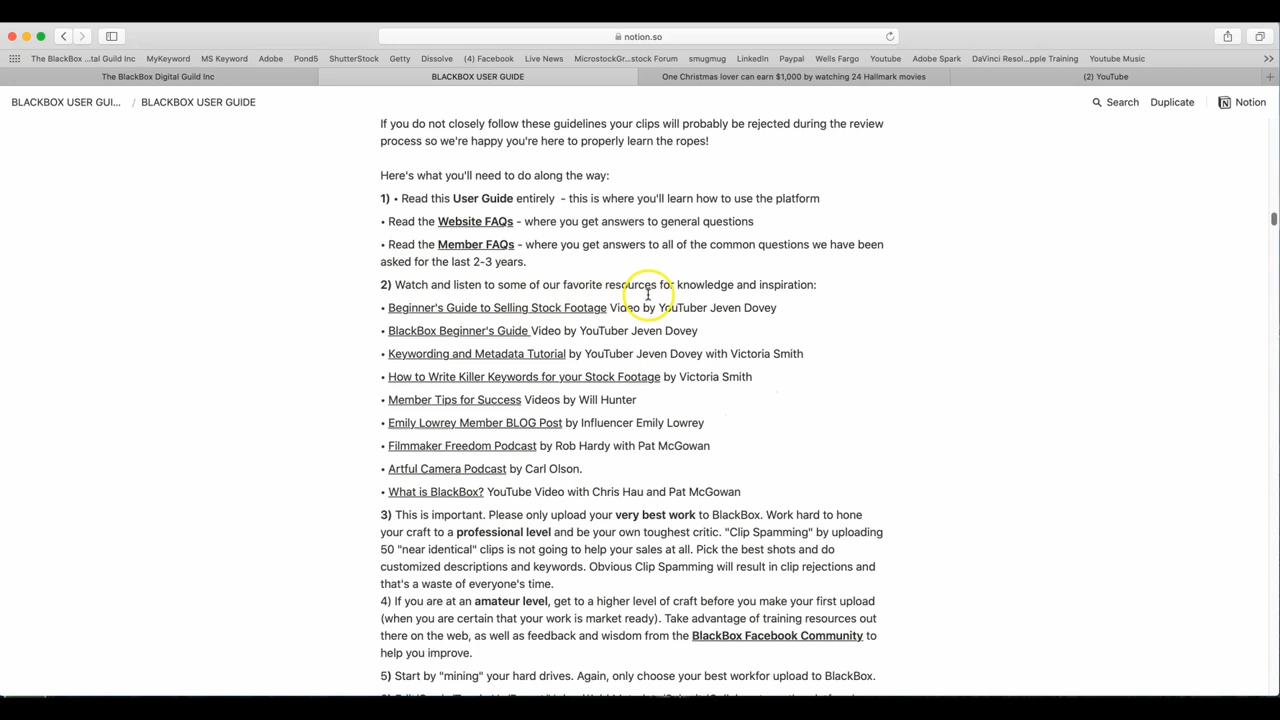 notion.so
The BlackBox ...tal Guild Inc
MyKeyword
MS Keyword
Adobe
Pond5
ShutterStock
Getty
Dissolve
(4) Facebook
Live News
MicrostockGr...stock Forum
smugmug
LinkedIn
Paypal
Wells Fargo
Youtube
Adobe Spark
DaVinci Resol...pple Training
Youtube Music
The BlackBox Digital Guild Inc
BLACKBOX USER GUIDE
One Christmas lover can earn $1,000 by watching 24 Hallmark movies
(2) YouTube
BLACKBOX USER GUI... / BLACKBOX USER GUIDE
Search
Duplicate
Notion
If you do not closely follow these guidelines your clips will probably be rejected during the review
process so we're happy you're here to properly learn the ropes!
Here's what you'll need to do along the way:
1) • Read this User Guide entirely - this is where you'll learn how to use the platform
• Read the Website FAQs - where you get answers to general questions
• Read the Member FAQs - where you get answers to all of the common questions we have been
asked for the last 2-3 years.
2) Watch and listen to some of our favorite resources for knowledge and inspiration:
• Beginner's Guide to Selling Stock Footage Video by YouTuber Jeven Dovey
• BlackBox Beginner's Guide Video by YouTuber Jeven Dovey
• Keywording and Metadata Tutorial by YouTuber Jeven Dovey with Victoria Smith
• How to Write Killer Keywords for your Stock Footage by Victoria Smith
• Member Tips for Success Videos by Will Hunter
• Emily Lowrey Member BLOG Post by Influencer Emily Lowrey
• Filmmaker Freedom Podcast by Rob Hardy with Pat McGowan
• Artful Camera Podcast by Carl Olson.
• What is BlackBox? YouTube Video with Chris Hau and Pat McGowan
3) This is important. Please only upload your very best work to BlackBox. Work hard to hone
your craft to a professional level and be your own toughest critic. "Clip Spamming" by uploading
50 "near identical" clips is not going to help your sales at all. Pick the best shots and do
customized descriptions and keywords. Obvious Clip Spamming will result in clip rejections and
that's a waste of everyone's time.
4) If you are at an amateur level, get to a higher level of craft before you make your first upload
(when you are certain that your work is market ready). Take advantage of training resources out
there on the web, as well as feedback and wisdom from the BlackBox Facebook Community to
help you improve.
5) Start by "mining" your hard drives. Again, only choose your best workfor upload to BlackBox.